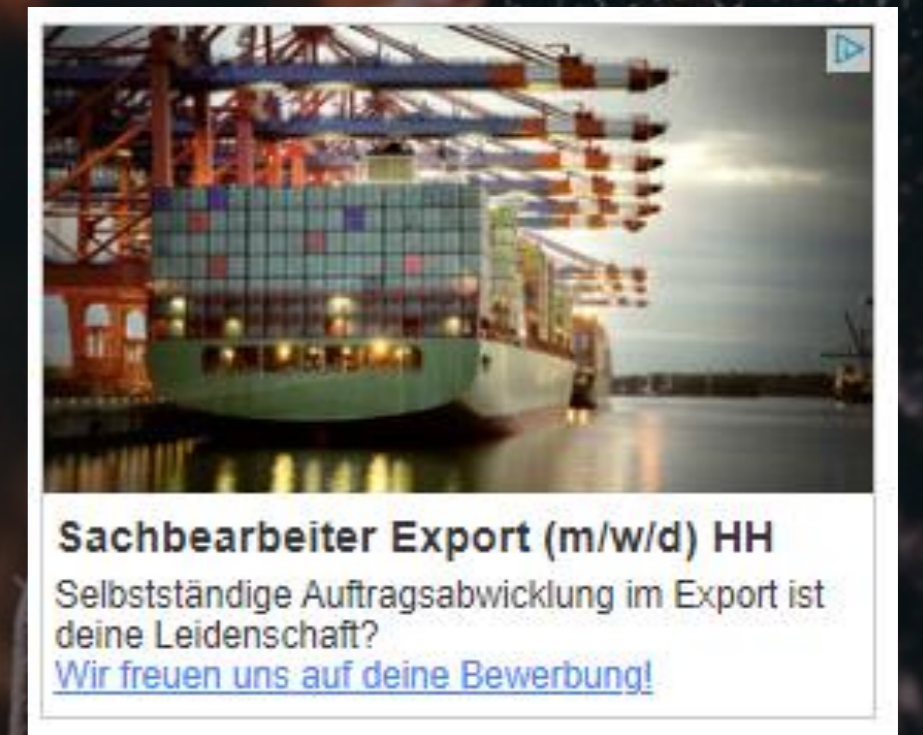 Sachbearbeiter Export (m/w/d) HH
Selbstständige Auftragsabwicklung im Export ist
deine Leidenschaft?
Wir freuen uns auf deine Bewerbung!